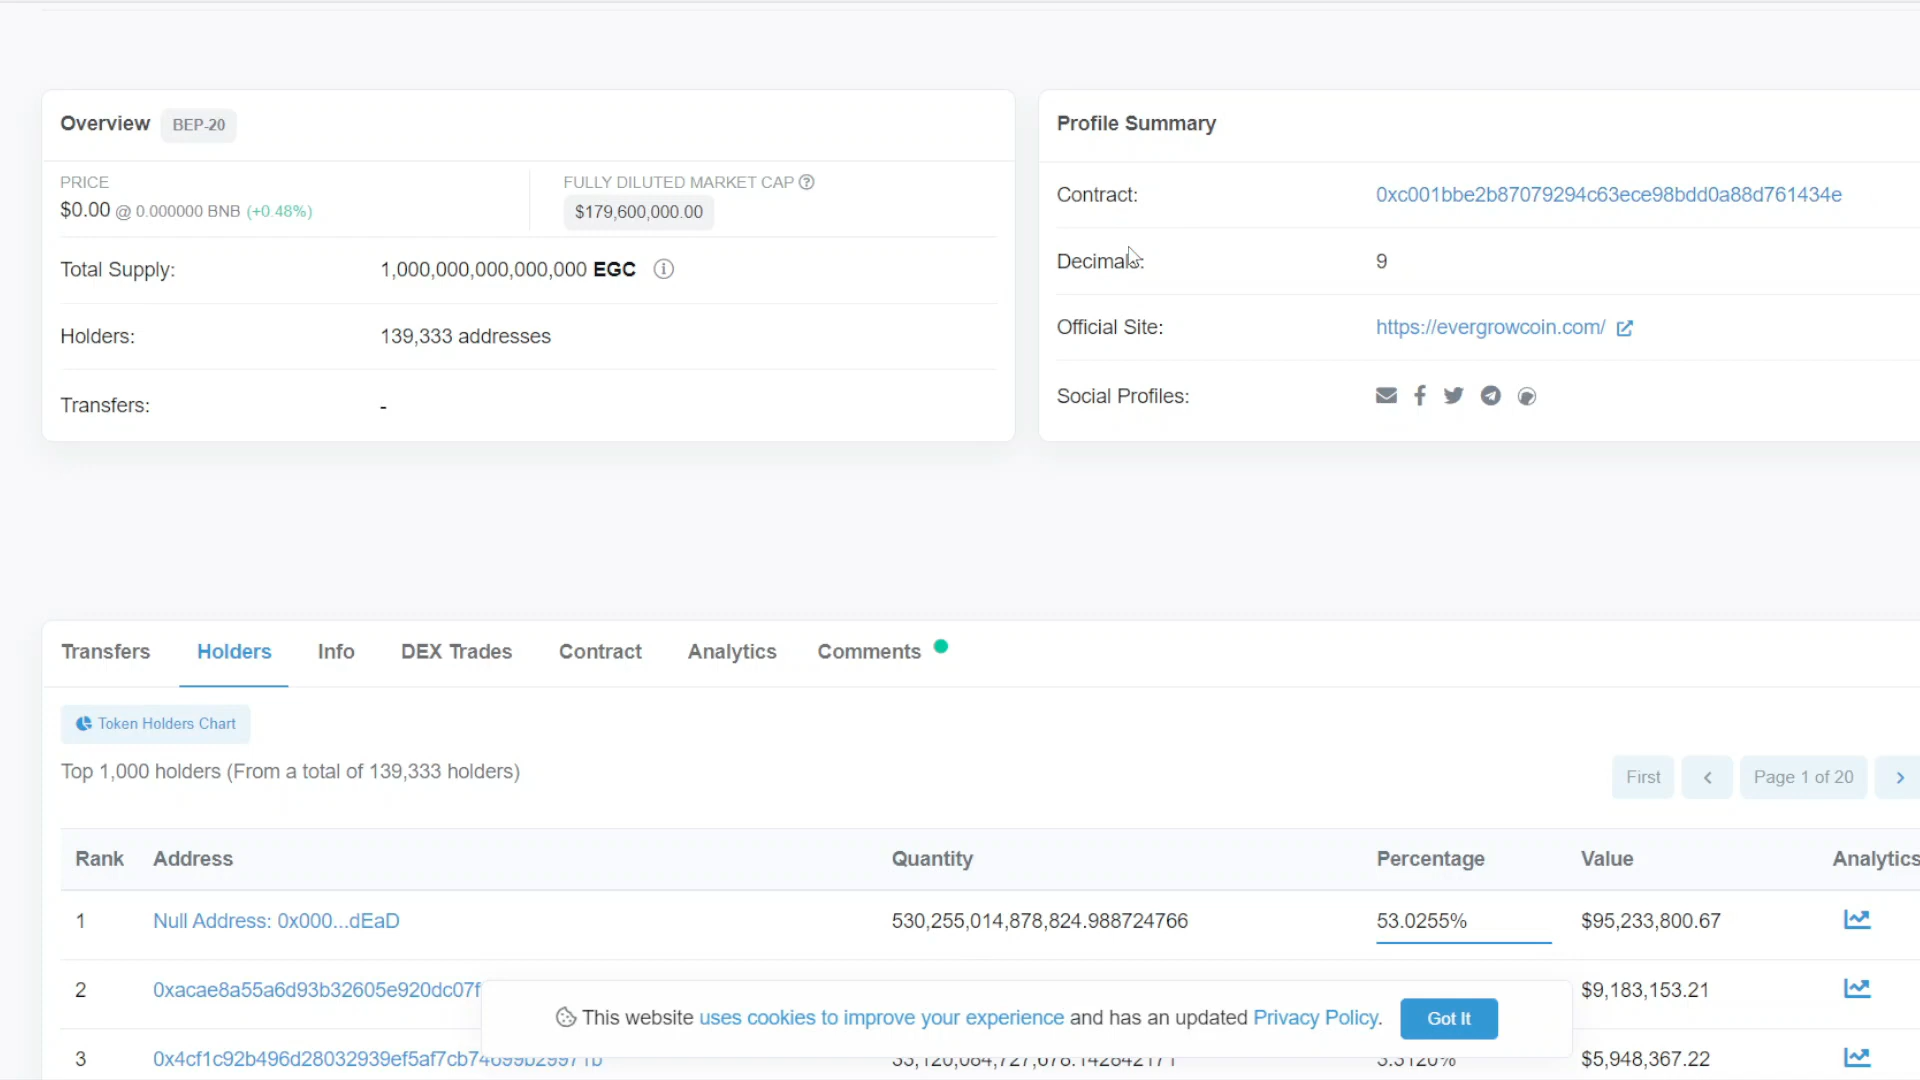 Overview BEP-20
PRICE
$0.00 @ 0.000000 BNB (+0.48%)
FULLY DILUTED MARKET CAP
$179,600,000.00
Total Supply: 1,000,000,000,000,000 EGC
Holders: 139,333 addresses
Transfers: -
Profile Summary
Contract: 0xc001bbe2b87079294c63ece98bdd0a88d761434e
Decimals: 9
Official Site: https://evergrowcoin.com/
Social Profiles:
Transfers Holders Info DEX Trades Contract Analytics Comments
Token Holders Chart
Top 1,000 holders (From a total of 139,333 holders)
First Page 1 of 20
Rank Address Quantity Percentage Value Analytics
1 Null Address: 0x000...dEaD 530,255,014,878,824.988724766 53.0255% $95,233,800.67
2 0xacae8a55a6d93b32605e920dc07f $9,183,153.21
This website uses cookies to improve your experience and has an updated Privacy Policy. Got It
3 $5,948,367.22